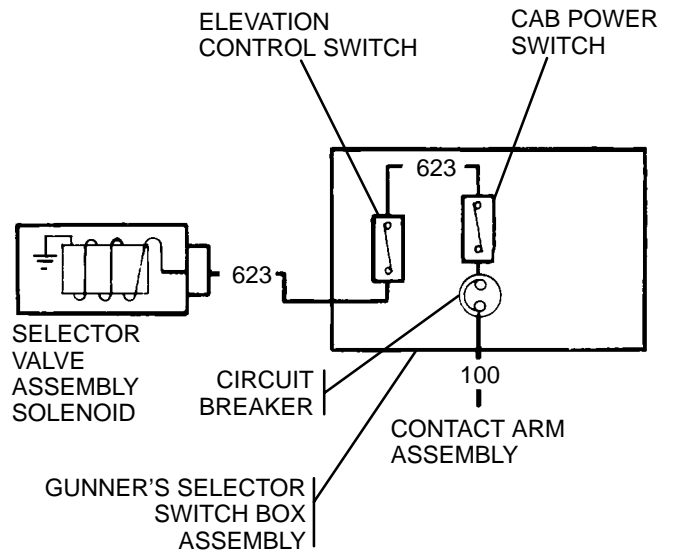 ELEVATION
CONTROL SWITCH
CAB POWER
SWITCH
623
623
SELECTOR
VALVE
ASSEMBLY
SOLENOID
CIRCUIT
BREAKER
100
CONTACT ARM
ASSEMBLY
GUNNER'S SELECTOR
SWITCH BOX
ASSEMBLY